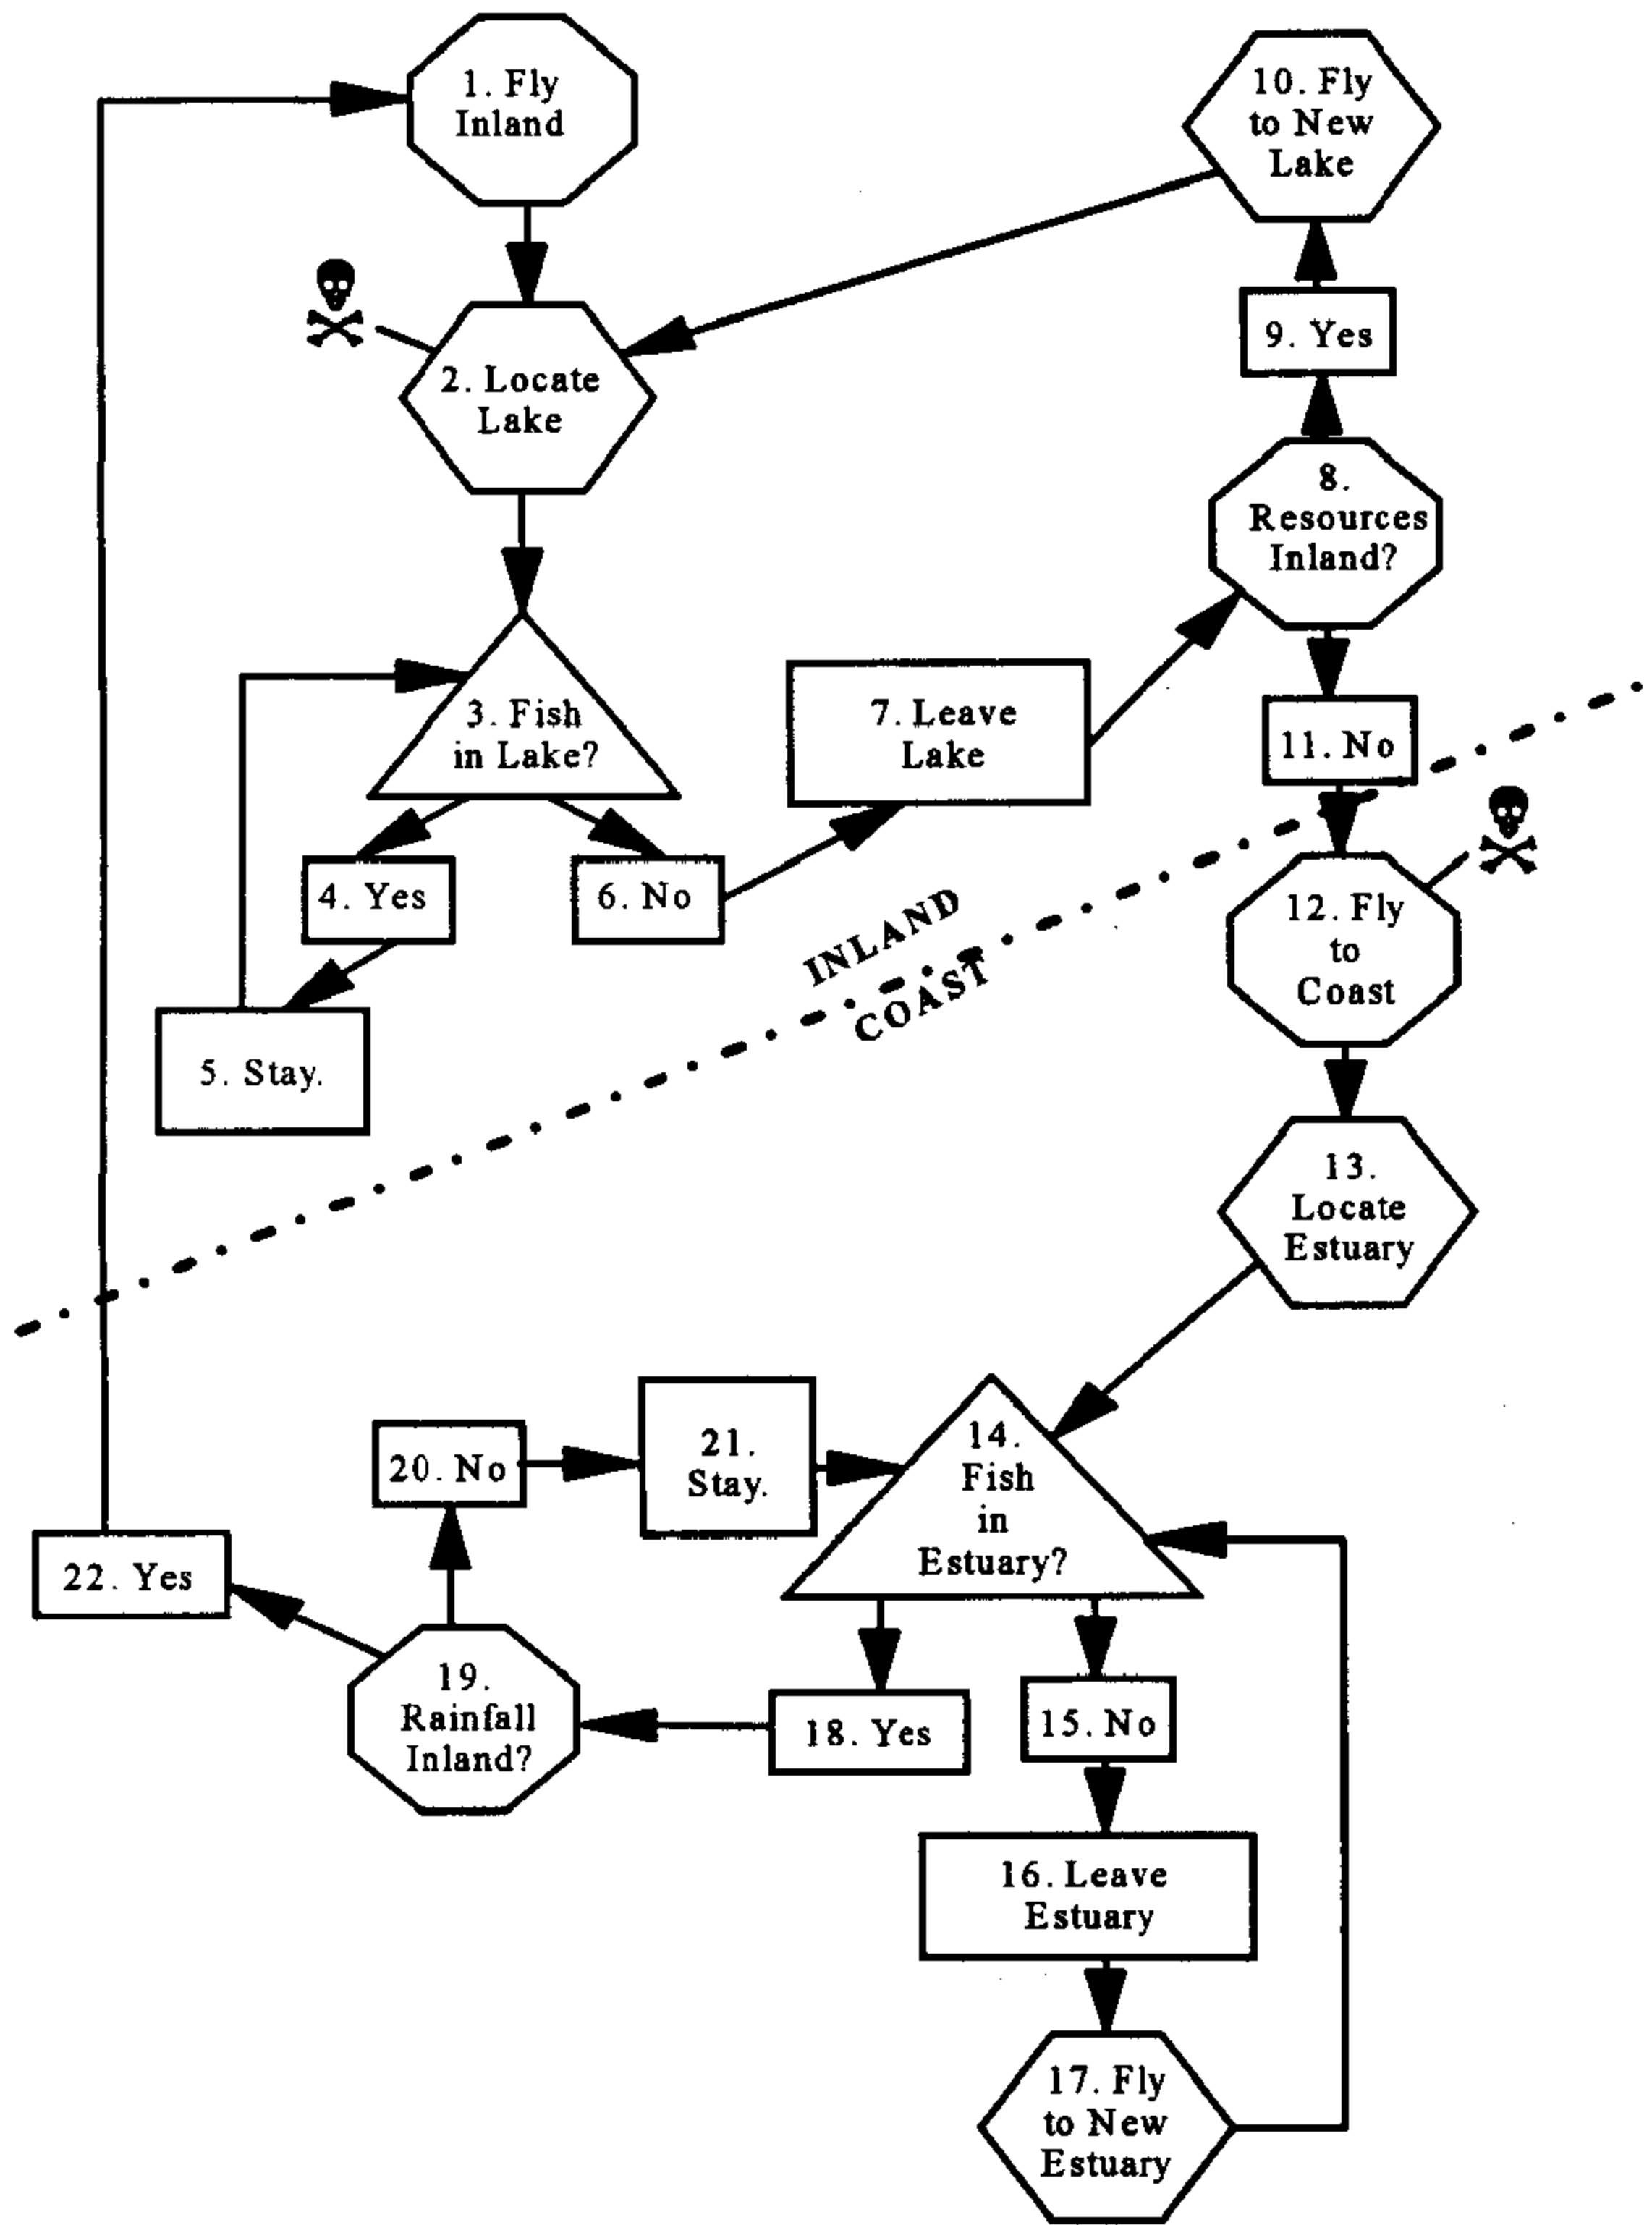 1. Fly
Inland
10. Fly
to New
Lake
9. Yes
2. Locate
Lake
8.
Resources
Inland?
3. Fish
in Lake?
7. Leave
Lake
11. No
4. Yes
6. No
INLAND
COAST
12. Fly
to
Coast
5. Stay.
13.
Locate
Estuary
14.
Fish
in
Estuary?
21.
Stay.
20. No
22. Yes
19.
Rainfall
Inland?
18. Yes
15. No
16. Leave
Estuary
17. Fly
to New
Estuary